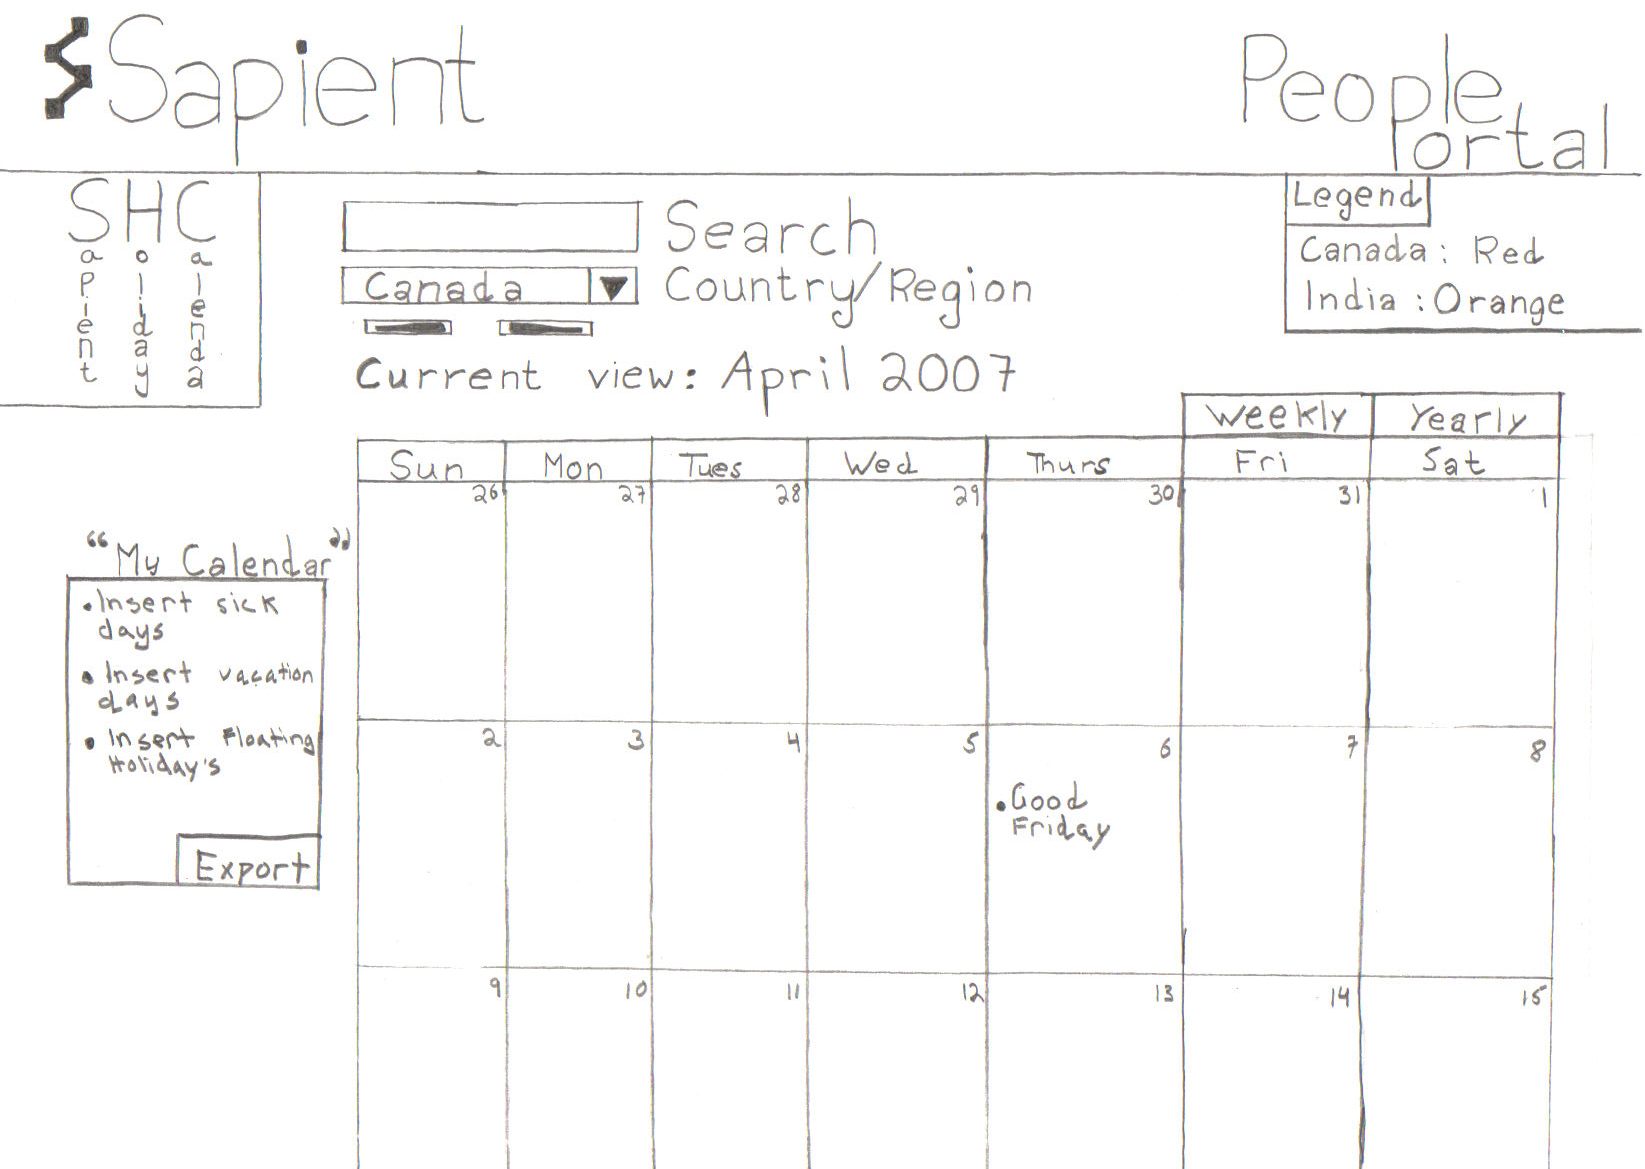 Sapient
People
Portal
SHC
apient
oliday
alenda
Search
Canada
Country/Region
Legend
Canada: Red
India: Orange
Current view: April 2007
Weekly Yearly
Sun Mon Tues Wed Thurs Fri Sat
26 27 28 29 30 31 1
"My Calendar"
•Insert sick
days
• Insert vacation
days
• Insert Floating
Holiday's
Export
2 3 4 5 6 7 8
•Good
Friday
9 10 11 12 13 14 15